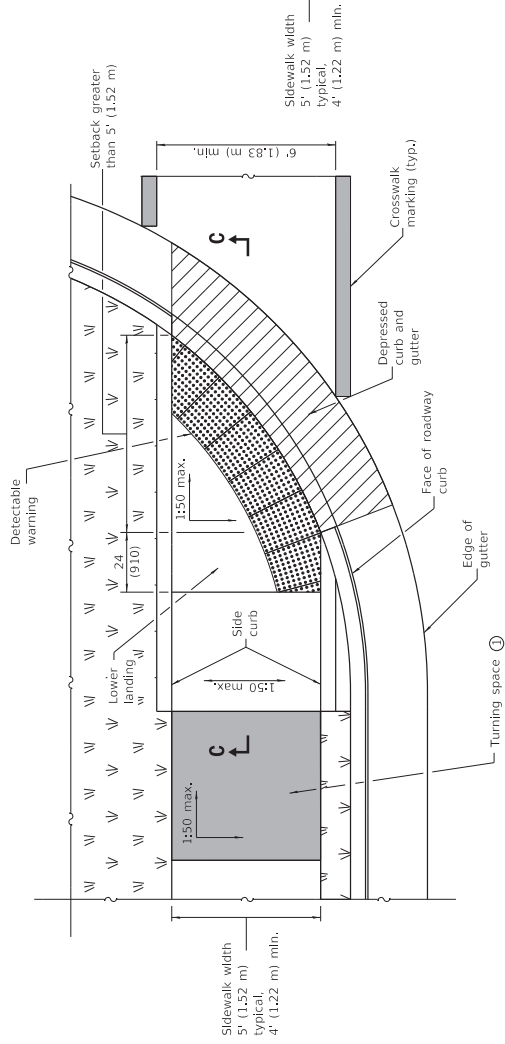 Sidewalk width
5' (1.52 m)
typical,
4' (1.22 m) min.
Setback greater
than 5' (1.52 m)
6' (1.83 m) min.
C
Crosswalk
marking (typ.)
Depressed
curb and
gutter
Face of roadway
curb
Edge of
gutter
Detectable
warning
24
(910)
1:50 max.
Lower
landing
Side
curb
1:50 max.
C
1:50 max.
Turning space ①
Sidewalk width
5' (1.52 m)
typical,
4' (1.22 m) min.